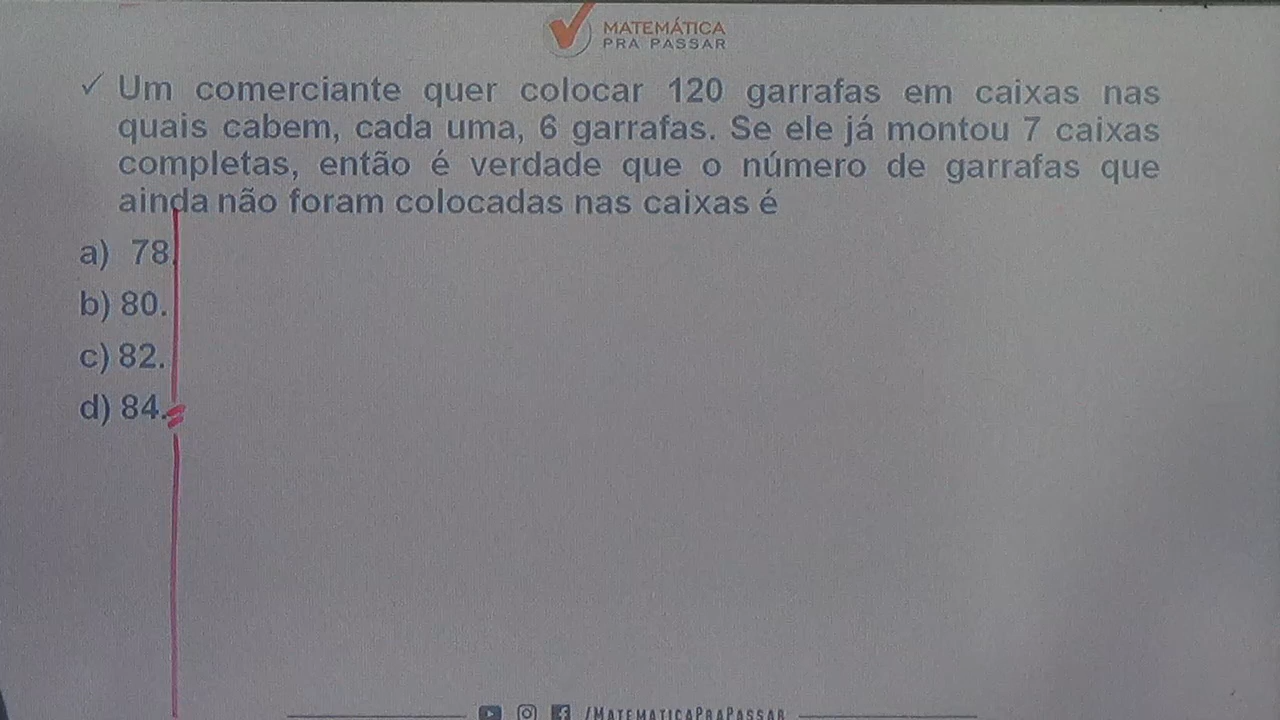 MATEMÁTICA
PRA PASSAR
✓ Um comerciante quer colocar 120 garrafas em caixas nas
quais cabem, cada uma, 6 garrafas. Se ele já montou 7 caixas
completas, então é verdade que o número de garrafas que
ainda não foram colocadas nas caixas é
a) 78.
b) 80.
c) 82.
d) 84.
/MATEMATICAPRAPASSAR